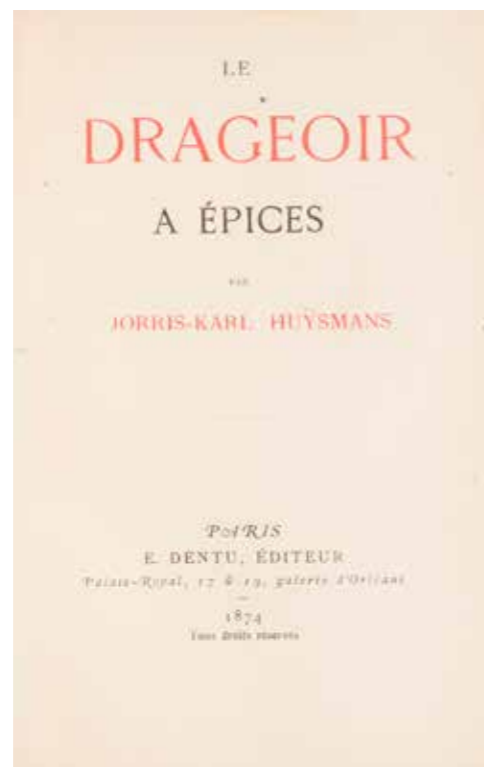 LE
DRAGEOIR
A ÉPICES
PAR
JORRIS-KARL HUŸSMANS
PARIS
E. DENTU, ÉDITEUR
Palais-Royal, 17 & 19, galerie d'Orléans
1874
Tous droits réservés